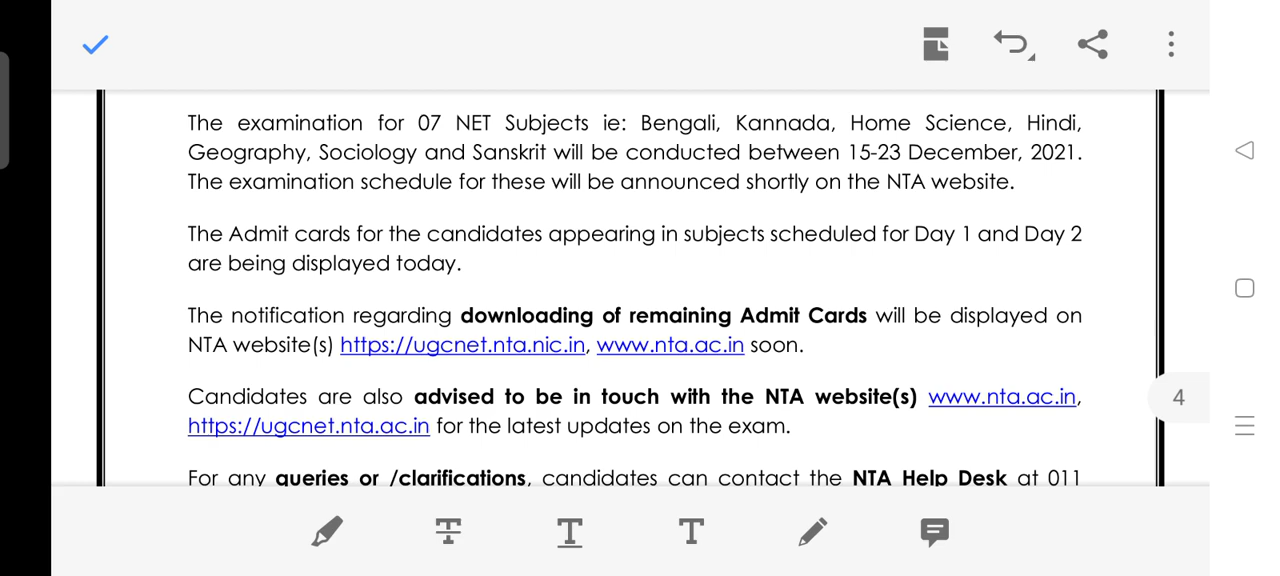 The examination for 07 NET Subjects ie: Bengali, Kannada, Home Science, Hindi,
Geography, Sociology and Sanskrit will be conducted between 15-23 December, 2021.
The examination schedule for these will be announced shortly on the NTA website.
The Admit cards for the candidates appearing in subjects scheduled for Day 1 and Day 2
are being displayed today.
The notification regarding downloading of remaining Admit Cards will be displayed on
NTA website(s) https://ugcnet.nta.nic.in, www.nta.ac.in soon.
Candidates are also advised to be in touch with the NTA website(s) www.nta.ac.in,
https://ugcnet.nta.ac.in for the latest updates on the exam.
4
For any queries or /clarifications, candidates can contact the NTA Help Desk at 011